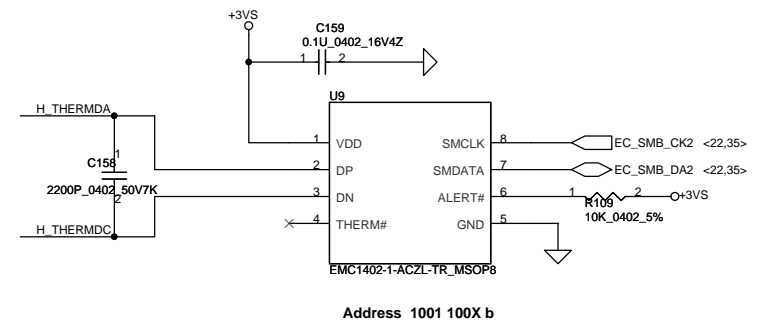 +3VS
C159
0.1U_0402_16V4Z
1 2
U9
H_THERMDA
1 VDD SMCLK 8 EC_SMB_CK2 <22,35>
1
C158
2 DP SMDATA 7 EC_SMB_DA2 <22,35>
2200P_0402_50V7K
3 DN ALERT# 6 1 2 +3VS
2
R109
10K_0402_5%
4 THERM# GND 5
H_THERMDC
EMC1402-1-ACZL-TR_MSOP8
Address 1001 100X b